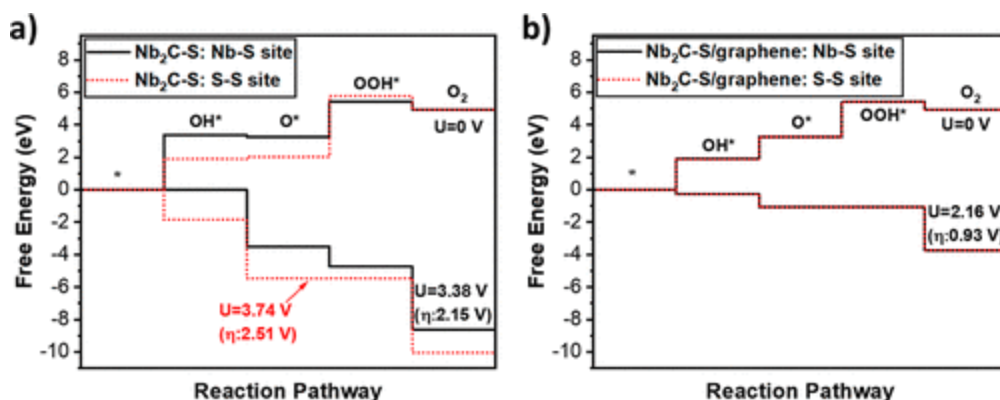 a)
Nb₂C-S: Nb-S site
Nb₂C-S: S-S site
Free Energy (eV)
8
6
4
2
0
-2
-4
-6
-8
-10
*
OH*
O*
OOH*
O₂
U=0 V
U=3.74 V
(η:2.51 V)
U=3.38 V
(η:2.15 V)
Reaction Pathway
b)
Nb₂C-S/graphene: Nb-S site
Nb₂C-S/graphene: S-S site
Free Energy (eV)
8
6
4
2
0
-2
-4
-6
-8
-10
*
OH*
O*
OOH*
O₂
U=0 V
U=2.16 V
(η:0.93 V)
Reaction Pathway